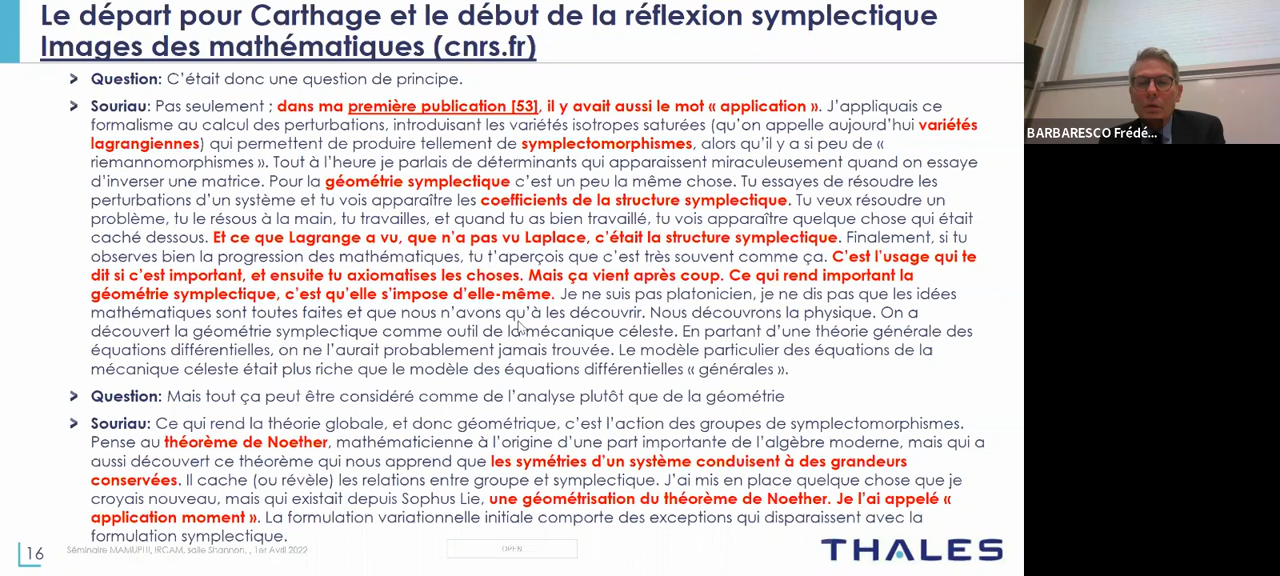 Le départ pour Carthage et le début de la réflexion symplectique
Images des mathématiques (cnrs.fr)
Question: C’était donc une question de principe.
Souriau: Pas seulement ; dans ma première publication [53], il y avait aussi le mot « application ». J’appliquais ce
formalisme au calcul des perturbations, introduisant les variétés isotropes saturées (qu’on appelle aujourd’hui variétés
lagrangiennes) qui permettent de produire tellement de symplectomorphismes, alors qu’il y a si peu de «
riemannomorphismes ». Tout à l’heure je parlais de déterminants qui apparaissent miraculeusement quand on essaye
d’inverser une matrice. Pour la géométrie symplectique c’est un peu la même chose. Tu essayes de résoudre les
perturbations d’un système et tu vois apparaître les coefficients de la structure symplectique. Tu veux résoudre un
problème, tu le résous à la main, tu travailles, et quand tu as bien travaillé, tu vois apparaître quelque chose qui était
caché dessous. Et ce que Lagrange a vu, que n’a pas vu Laplace, c’était la structure symplectique. Finalement, si tu
observes bien la progression des mathématiques, tu t’aperçois que c’est très souvent comme ça. C’est l’usage qui te
dit si c’est important, et ensuite tu axiomatises les choses. Mais ça vient après coup. Ce qui rend important la
géométrie symplectique, c’est qu’elle s’impose d’elle-même. Je ne suis pas platonicien, je ne dis pas que les idées
mathématiques sont toutes faites et que nous n’avons qu’à les découvrir. Nous découvrons la physique. On a
découvert la géométrie symplectique comme outil de la mécanique céleste. En partant d’une théorie générale des
équations différentielles, on ne l’aurait probablement jamais trouvée. Le modèle particulier des équations de la
mécanique céleste était plus riche que le modèle des équations différentielles « générales ».
Question: Mais tout ça peut être considéré comme de l’analyse plutôt que de la géométrie
Souriau: Ce qui rend la théorie globale, et donc géométrique, c’est l’action des groupes de symplectomorphismes.
Pense au théorème de Noether, mathématicienne à l’origine d’une part importante de l’algèbre moderne, mais qui a
aussi découvert ce théorème qui nous apprend que les symétries d’un système conduisent à des grandeurs
conservées. Il cache (ou révèle) les relations entre groupe et symplectique. J’ai mis en place quelque chose que je
croyais nouveau, mais qui existait depuis Sophus Lie, une géométrisation du théorème de Noether. Je l’ai appelé «
application moment ». La formulation variationnelle initiale comporte des exceptions qui disparaissent avec la
formulation symplectique.
16
Séminaire MAMUPHI, IRCAM, salle Shannon, , 1er Avril 2022
OPEN
THALES
BARBARESCO Frédé...